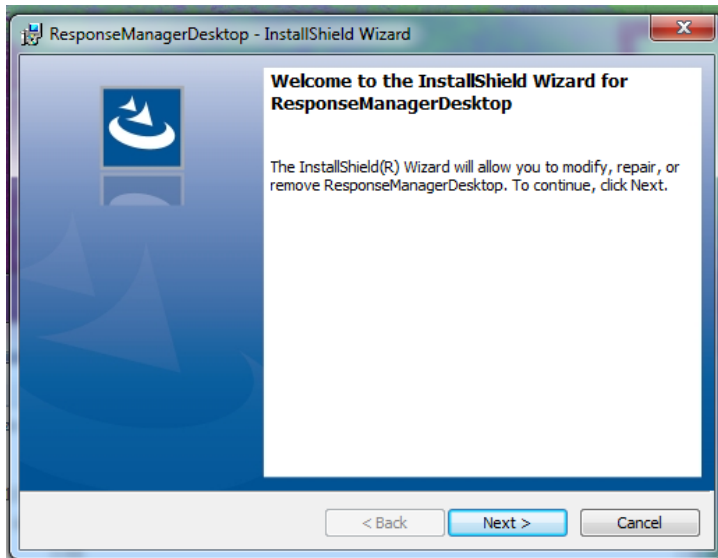 ResponseManagerDesktop - InstallShield Wizard
Welcome to the InstallShield Wizard for
ResponseManagerDesktop
The InstallShield(R) Wizard will allow you to modify, repair, or
remove ResponseManagerDesktop. To continue, click Next.
< Back Next > Cancel